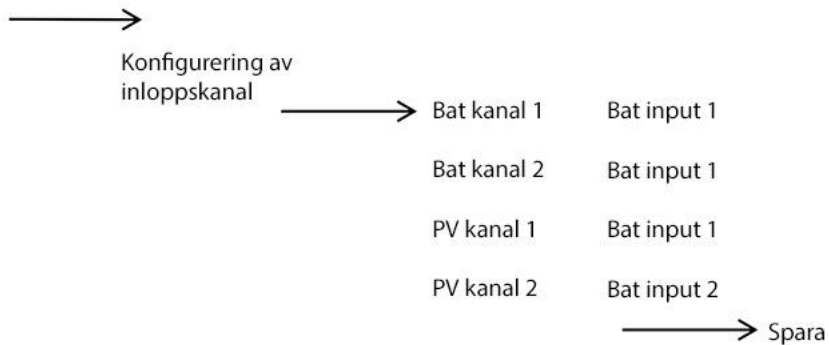 Konfigurering av
inloppskanal
Bat kanal 1 Bat input 1
Bat kanal 2 Bat input 1
PV kanal 1 Bat input 1
PV kanal 2 Bat input 2
Spara